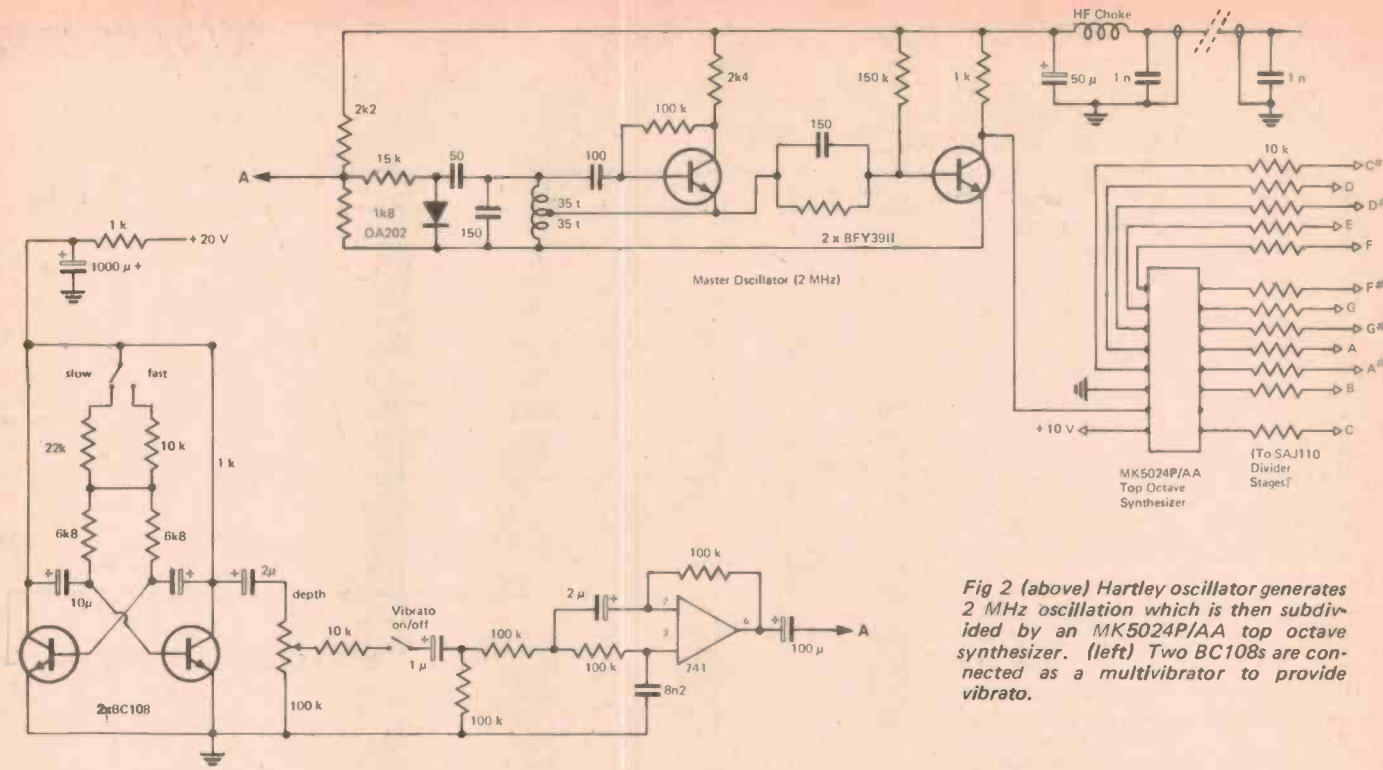 HF Choke
2k4
150 k
1 k
50 µ
1 n
1 n
2k2
100 k
150
10 k
C#
15 k
50
100
A
D
D#
1k8
OA202
35 t
35 t
E
150
F
2 x BFY39II
1 k
+ 20 V
F#
1000 µ +
Master Dscillator (2 MHz)
G
G#
A
A#
B
+ 10 V
C
slow
fast
(To SAJ110
Divider
Stages)
MK5024P/AA
Top Octave
Synthesizer
22k
10 k
1 k
6k8
6k8
100 k
10µ
2µ
depth
Vibrato
on/off
2 µ
2
3
6
A
10 k
100 k
100 k
741
100 µ
1 µ
8n2
2xBC108
100 k
100 k
Fig 2 (above) Hartley oscillator generates
2 MHz oscillation which is then subdiv-
ided by an MK5024P/AA top octave
synthesizer. (left) Two BC108s are con-
nected as a multivibrator to provide
vibrato.